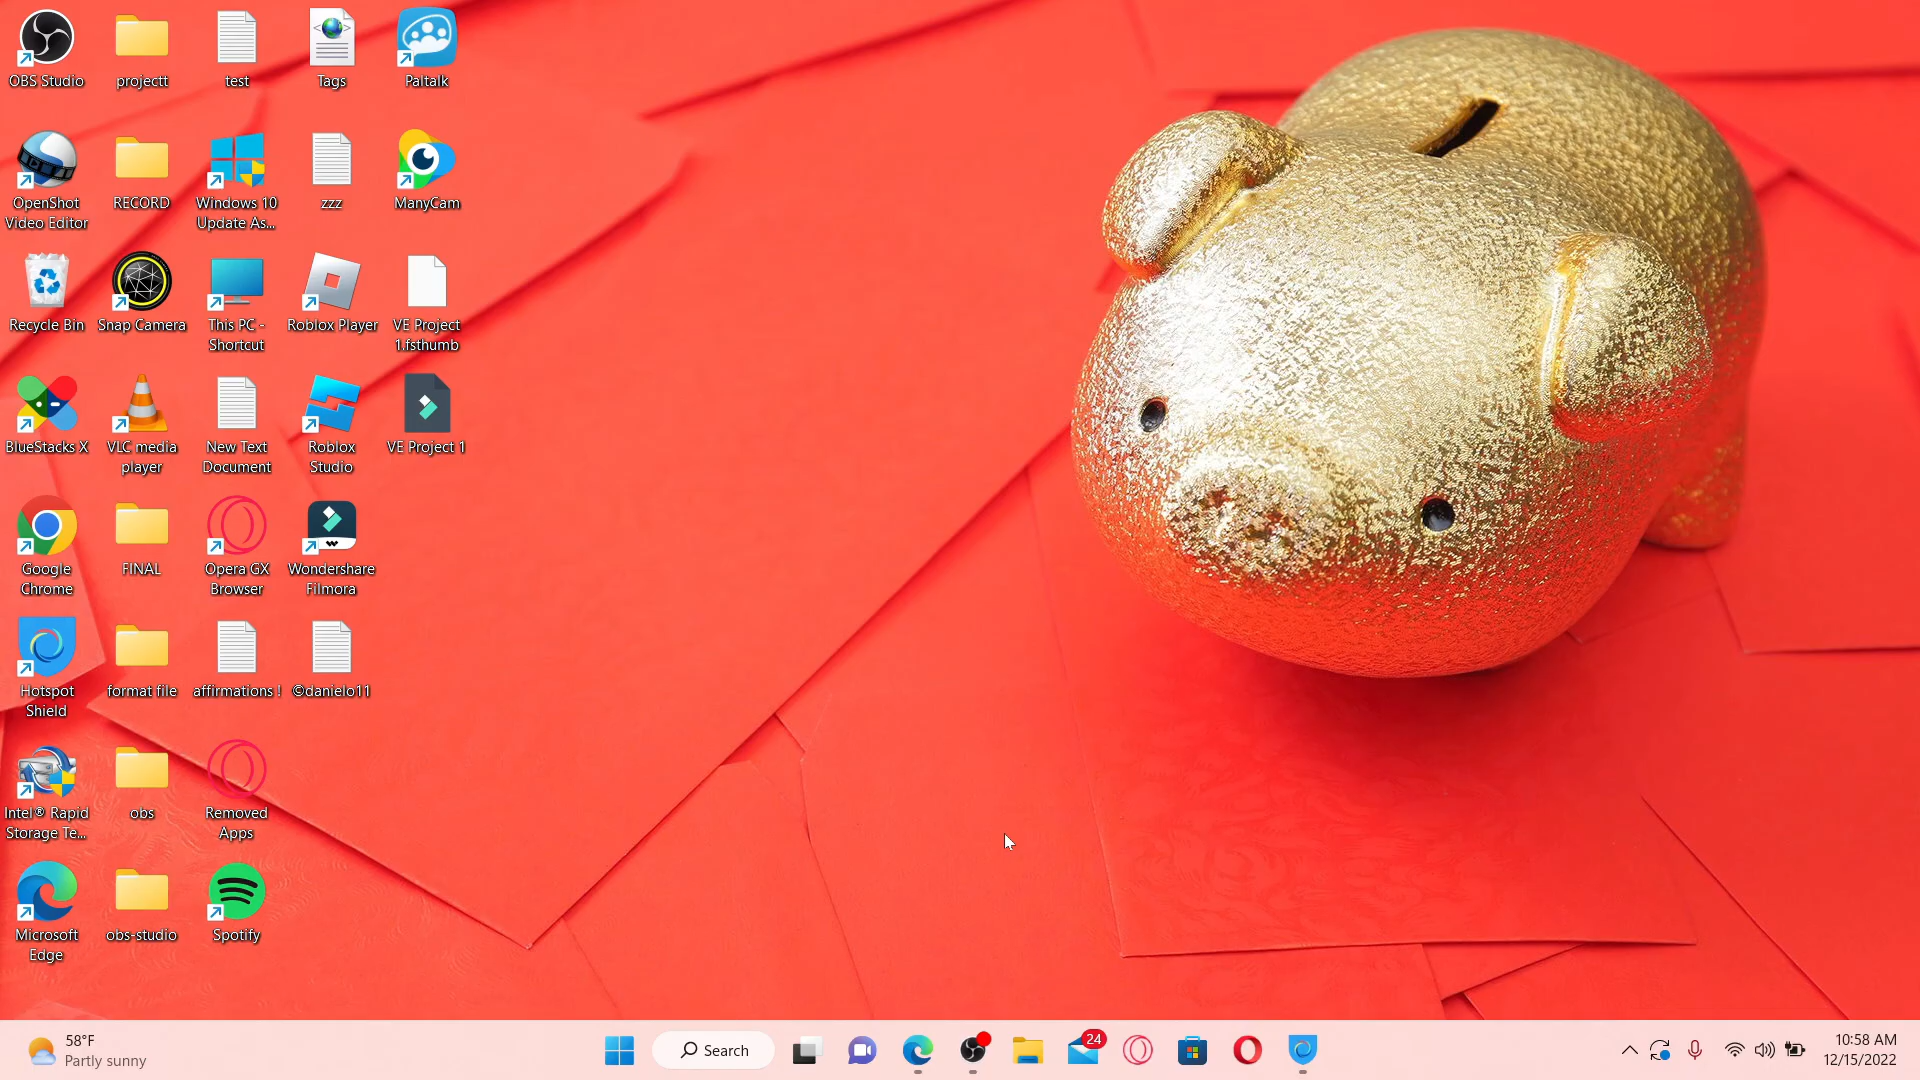 OBS Studio
projectt
test
Tags
Paltalk
OpenShot
Video Editor
RECORD
Windows 10
Update As...
zzz
ManyCam
Recycle Bin
Snap Camera
This PC -
Shortcut
Roblox Player
VE Project
1.fsthumb
BlueStacks X
VLC media
player
New Text
Document
Roblox
Studio
VE Project 1
Google
Chrome
FINAL
Opera GX
Browser
Wondershare
Filmora
Hotspot
Shield
format file
affirmations !
©danielo11
Intel® Rapid
Storage Te...
obs
Removed
Apps
Microsoft
Edge
obs-studio
Spotify
58°F
Partly sunny
Search
24
10:58 AM
12/15/2022